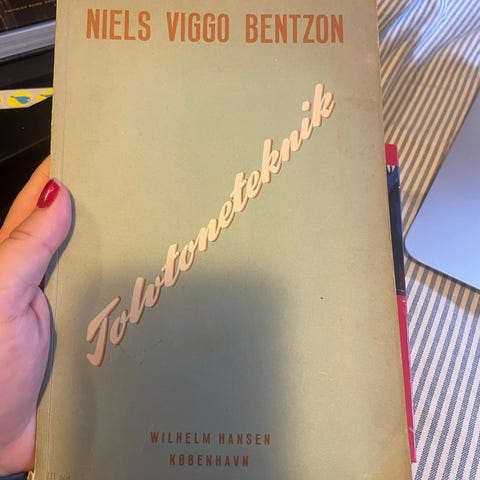 NIELS VIGGO BENTZON
Tolvtoneteknik
WILHELM HANSEN
KØBENHAVN